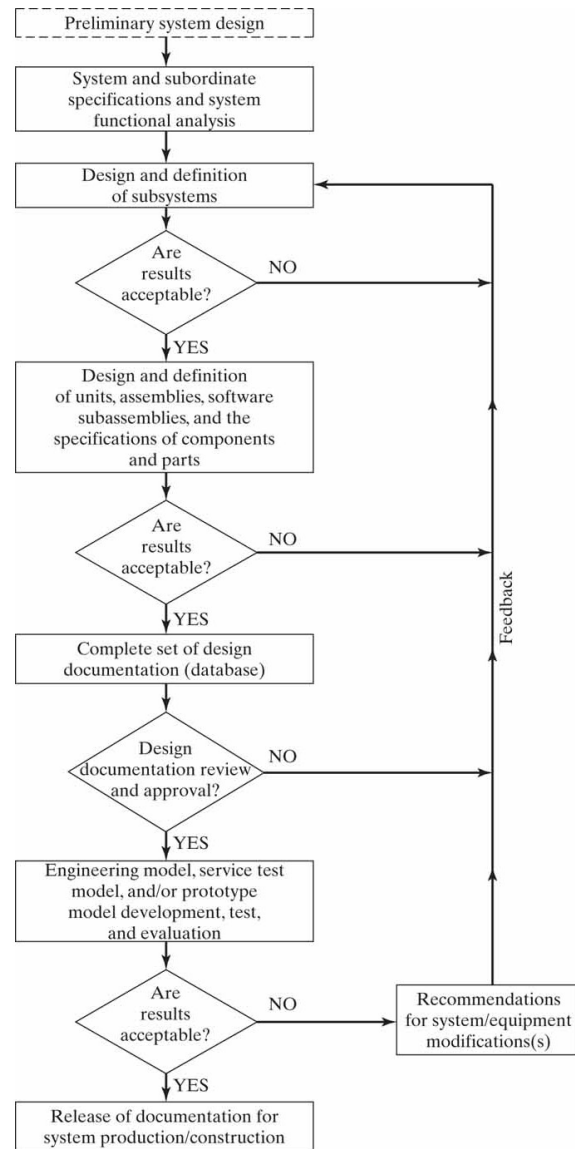 Preliminary system design
System and subordinate
specifications and system
functional analysis
Design and definition
of subsystems
Are
results
acceptable?
NO
YES
Design and definition
of units, assemblies, software
subassemblies, and the
specifications of components
and parts
Are
results
acceptable?
NO
Feedback
YES
Complete set of design
documentation (database)
Design
documentation review
and approval?
NO
YES
Engineering model, service test
model, and/or prototype
model development, test,
and evaluation
Are
results
acceptable?
NO
Recommendations
for system/equipment
modifications(s)
YES
Release of documentation for
system production/construction